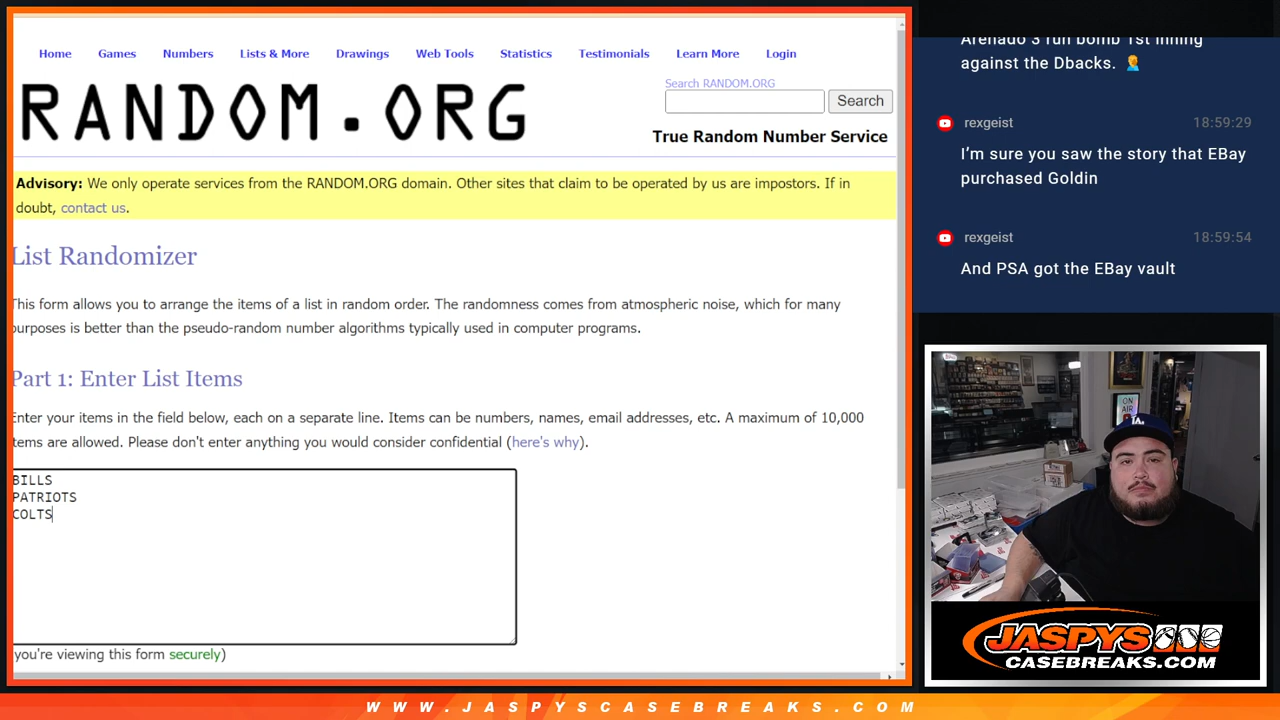 Home Games Numbers Lists & More Drawings Web Tools Statistics Testimonials Learn More Login
RANDOM.ORG
Search RANDOM.ORG
Search
True Random Number Service
Advisory: We only operate services from the RANDOM.ORG domain. Other sites that claim to be operated by us are impostors. If in
doubt, contact us.
List Randomizer
This form allows you to arrange the items of a list in random order. The randomness comes from atmospheric noise, which for many
purposes is better than the pseudo-random number algorithms typically used in computer programs.
Part 1: Enter List Items
Enter your items in the field below, each on a separate line. Items can be numbers, names, email addresses, etc. A maximum of 10,000
items are allowed. Please don't enter anything you would consider confidential (here's why).
BILLS
PATRIOTS
COLTS
you're viewing this form securely)
Arenado 3 run bomb 1st inning
against the Dbacks. 🤦‍♂️
rexgeist 18:59:29
I'm sure you saw the story that EBay
purchased Goldin
rexgeist 18:59:54
And PSA got the EBay vault
ON
AIR
LA
JASPYS
CASEBREAKS.COM
WWW.JASPYSCASEBREAKS.COM